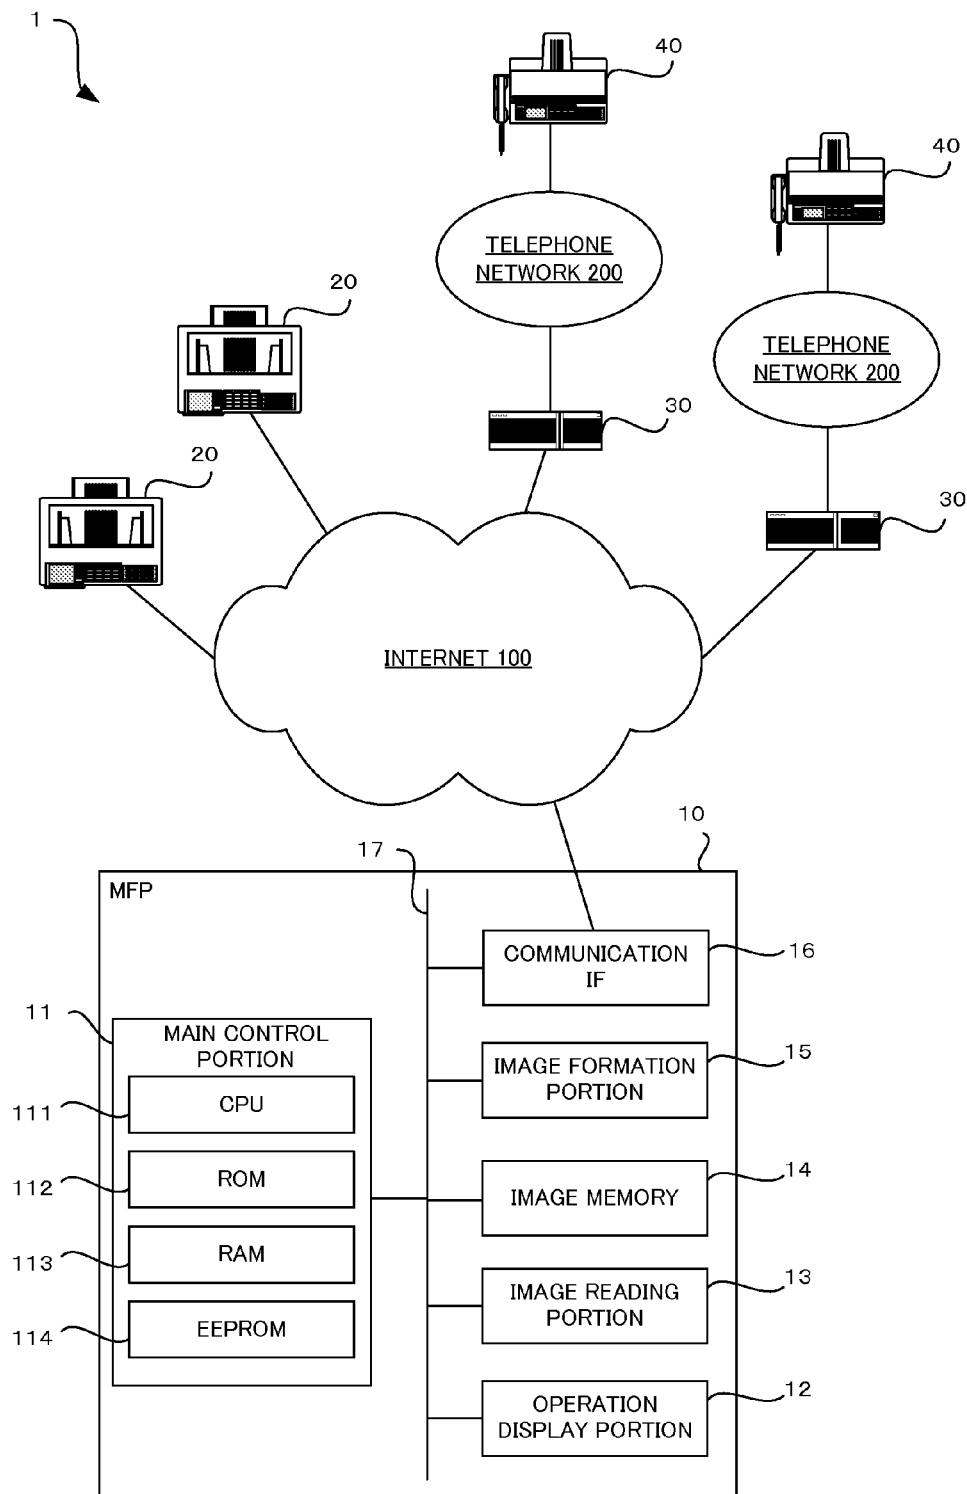 1
40
40
TELEPHONE
NETWORK 200
20
TELEPHONE
NETWORK 200
30
20
30
INTERNET 100
10
17
MFP
COMMUNICATION
IF
16
11
MAIN CONTROL
PORTION
IMAGE FORMATION
PORTION
15
111
CPU
112
ROM
IMAGE MEMORY
14
113
RAM
IMAGE READING
PORTION
13
114
EEPROM
OPERATION
DISPLAY PORTION
12